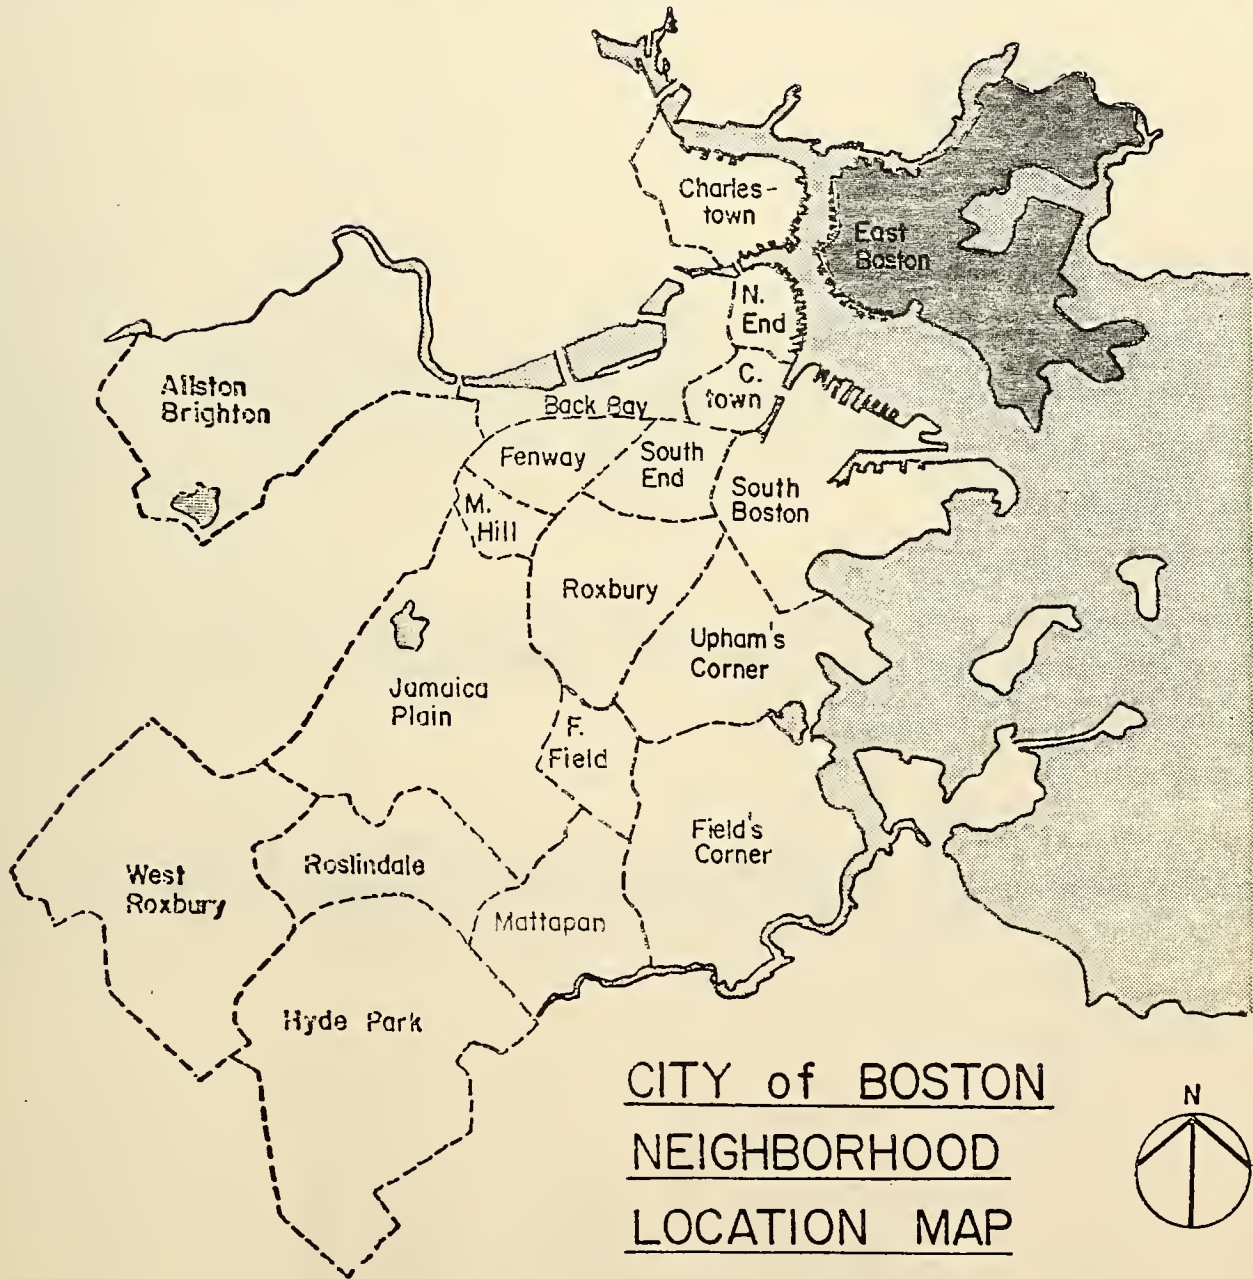 Charles-
town
East
Boston
N.
End
C.
town
Allston
Brighton
Back Bay
Fenway
South
End
South
Boston
M.
Hill
Roxbury
Upham's
Corner
Jamaica
Plain
F.
Field
Field's
Corner
West
Roxbury
Roslindale
Mattapan
Hyde Park
CITY of BOSTON
NEIGHBORHOOD
LOCATION MAP
N